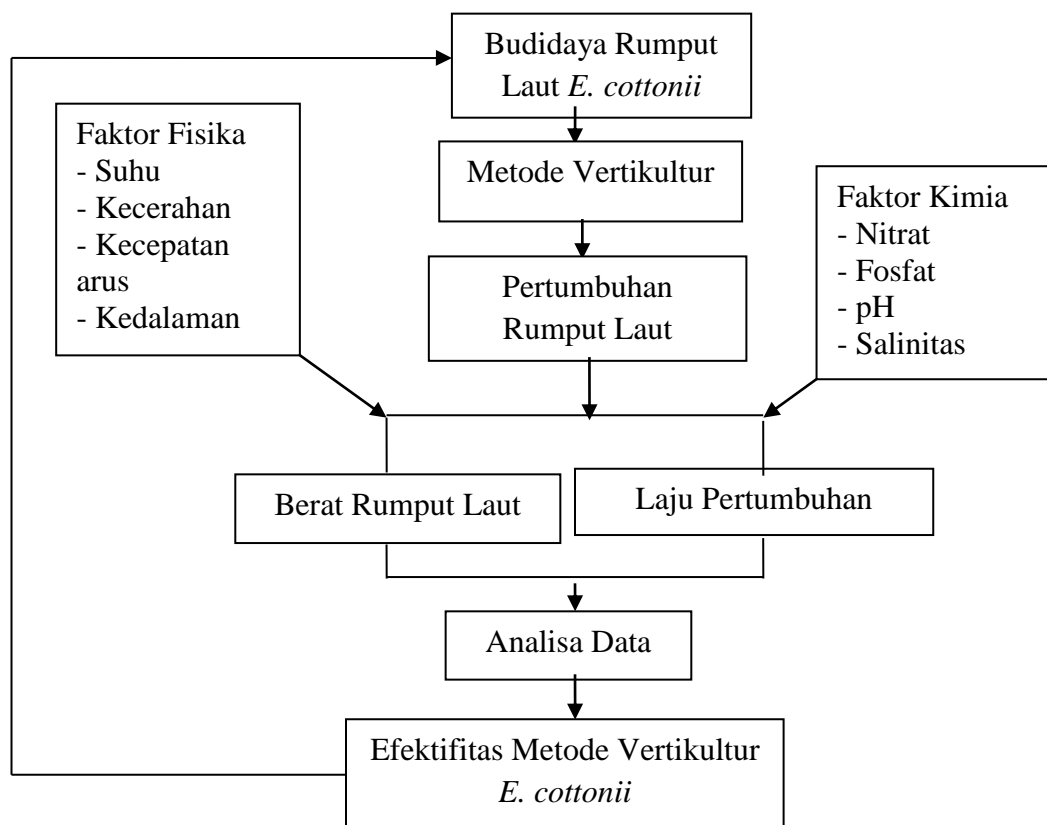 Budidaya Rumput
Laut E. cottonii
Faktor Fisika
- Suhu
- Kecerahan
- Kecepatan
arus
- Kedalaman
Metode Vertikultur
Faktor Kimia
- Nitrat
- Fosfat
- pH
- Salinitas
Pertumbuhan
Rumput Laut
Berat Rumput Laut
Laju Pertumbuhan
Analisa Data
Efektifitas Metode Vertikultur
E. cottonii